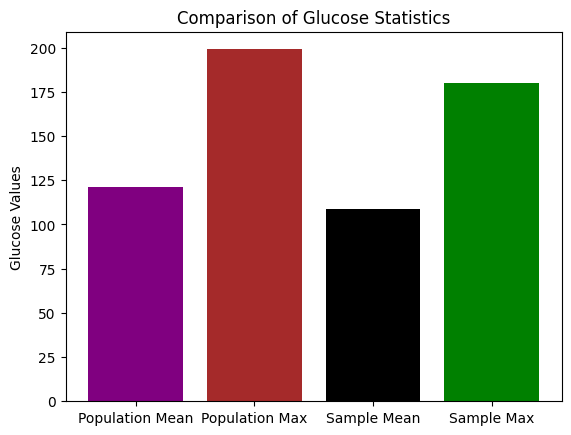 Comparison of Glucose Statistics
Glucose Values
200
175
150
125
100
75
50
25
0
Population Mean
Population Max
Sample Mean
Sample Max